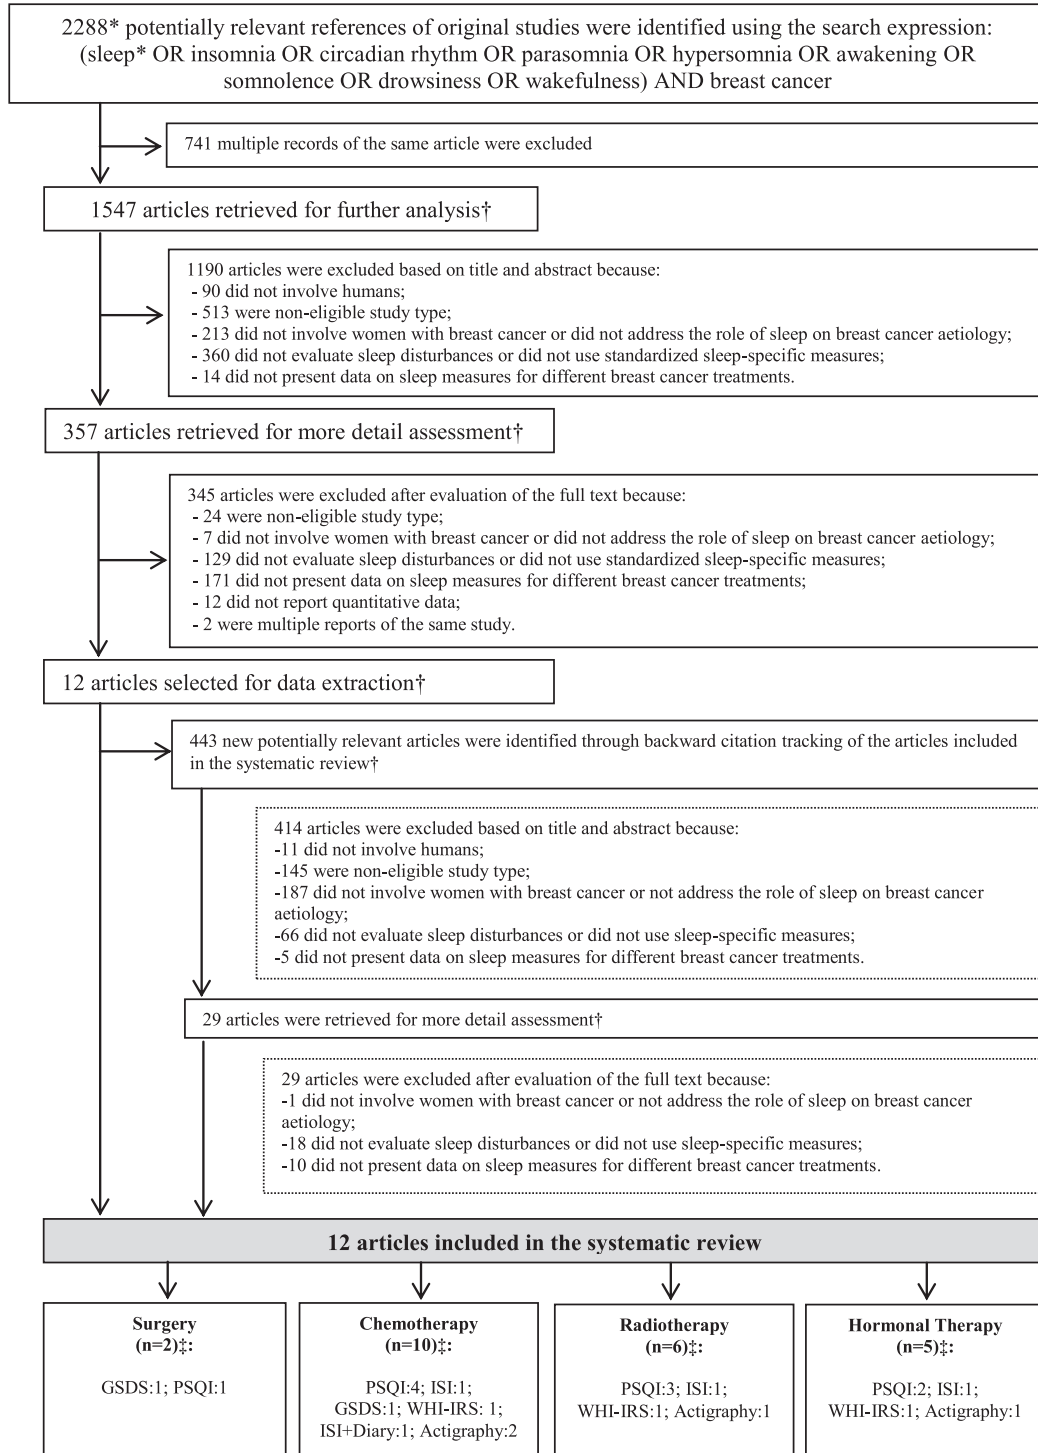 2288* potentially relevant references of original studies were identified using the search expression:
(sleep* OR insomnia OR circadian rhythm OR parasomnia OR hypersomnia OR awakening OR
somnolence OR drowsiness OR wakefulness) AND breast cancer
741 multiple records of the same article were excluded
1547 articles retrieved for further analysis†
1190 articles were excluded based on title and abstract because:
- 90 did not involve humans;
- 513 were non-eligible study type;
- 213 did not involve women with breast cancer or did not address the role of sleep on breast cancer aetiology;
- 360 did not evaluate sleep disturbances or did not use standardized sleep-specific measures;
- 14 did not present data on sleep measures for different breast cancer treatments.
357 articles retrieved for more detail assessment†
345 articles were excluded after evaluation of the full text because:
- 24 were non-eligible study type;
- 7 did not involve women with breast cancer or did not address the role of sleep on breast cancer aetiology;
- 129 did not evaluate sleep disturbances or did not use standardized sleep-specific measures;
- 171 did not present data on sleep measures for different breast cancer treatments;
- 12 did not report quantitative data;
- 2 were multiple reports of the same study.
12 articles selected for data extraction†
443 new potentially relevant articles were identified through backward citation tracking of the articles included
in the systematic review†
414 articles were excluded based on title and abstract because:
-11 did not involve humans;
-145 were non-eligible study type;
-187 did not involve women with breast cancer or not address the role of sleep on breast cancer
aetiology;
-66 did not evaluate sleep disturbances or did not use sleep-specific measures;
-5 did not present data on sleep measures for different breast cancer treatments.
29 articles were retrieved for more detail assessment†
29 articles were excluded after evaluation of the full text because:
-1 did not involve women with breast cancer or not address the role of sleep on breast cancer
aetiology;
-18 did not evaluate sleep disturbances or did not use sleep-specific measures;
-10 did not present data on sleep measures for different breast cancer treatments.
12 articles included in the systematic review
Surgery
(n=2)‡:
GSDS:1; PSQI:1
Chemotherapy
(n=10)‡:
PSQI:4; ISI:1;
GSDS:1; WHI-IRS: 1;
ISI+Diary:1; Actigraphy:2
Radiotherapy
(n=6)‡:
PSQI:3; ISI:1;
WHI-IRS:1; Actigraphy:1
Hormonal Therapy
(n=5)‡:
PSQI:2; ISI:1;
WHI-IRS:1; Actigraphy:1